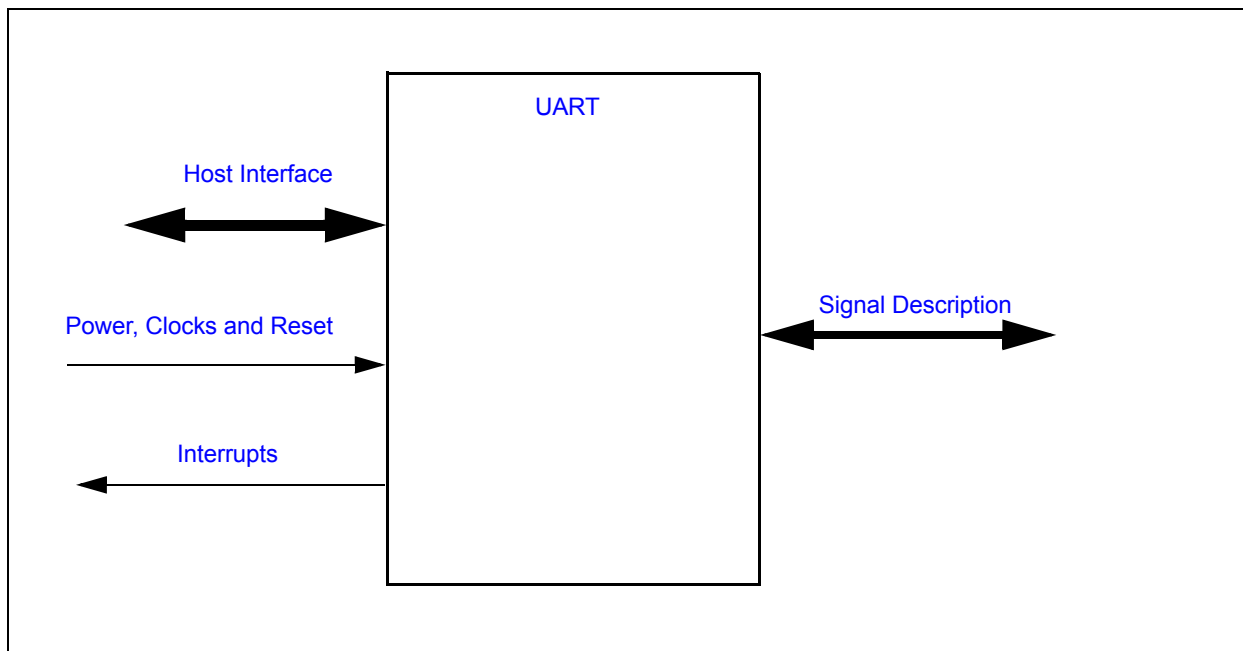 UART
Host Interface
Signal Description
Power, Clocks and Reset
Interrupts